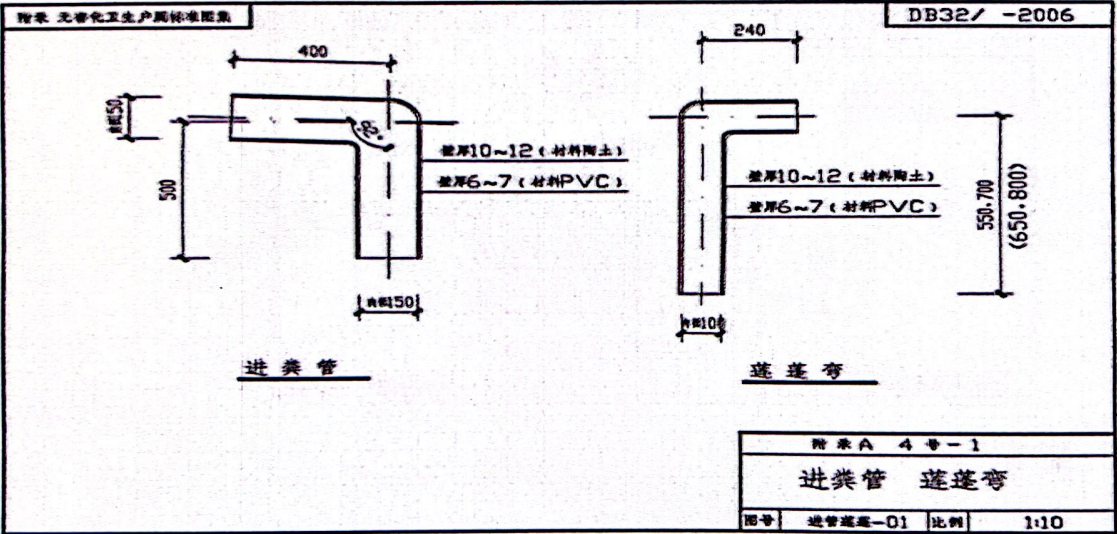 附录 无害化卫生户厕标准图集
DB32/ -2006
400
240
内径150
92°
500
壁厚10~12(材料陶土)
壁厚6~7(材料PVC)
壁厚10~12(材料陶土)
壁厚6~7(材料PVC)
550.700
(650.800)
内径150
内径100
进粪管
莲蓬弯
附录A 4号-1
进粪管 莲蓬弯
图号 进管莲蓬-01 比例 1:10